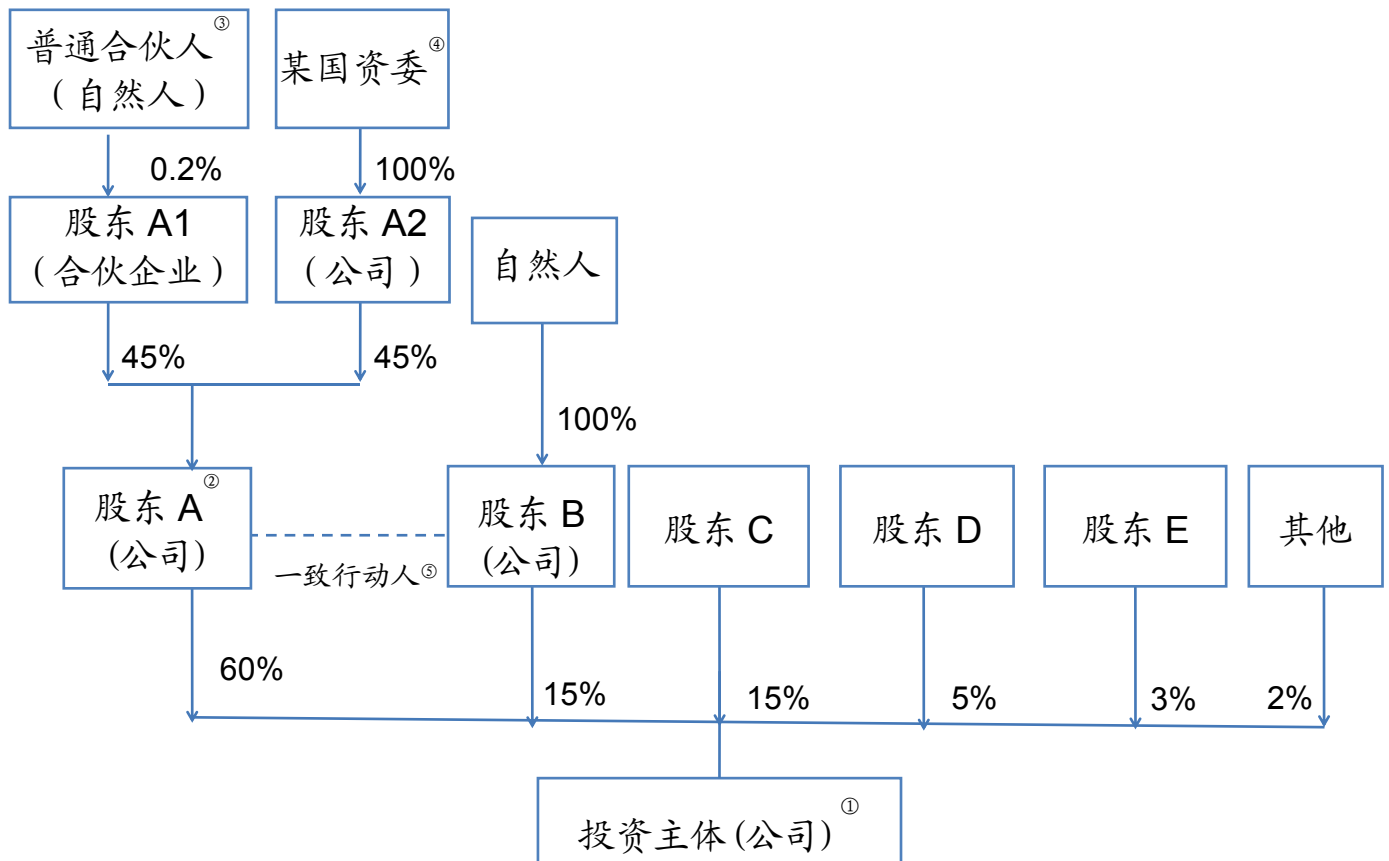 普通合伙人③
（自然人）
某国资委④
0.2%
100%
股东 A1
（合伙企业）
股东 A2
（公司）
自然人
45%
45%
100%
股东 A②
(公司)
一致行动人⑤
股东 B
(公司)
股东 C
股东 D
股东 E
其他
60%
15%
15%
5%
3%
2%
投资主体(公司)①